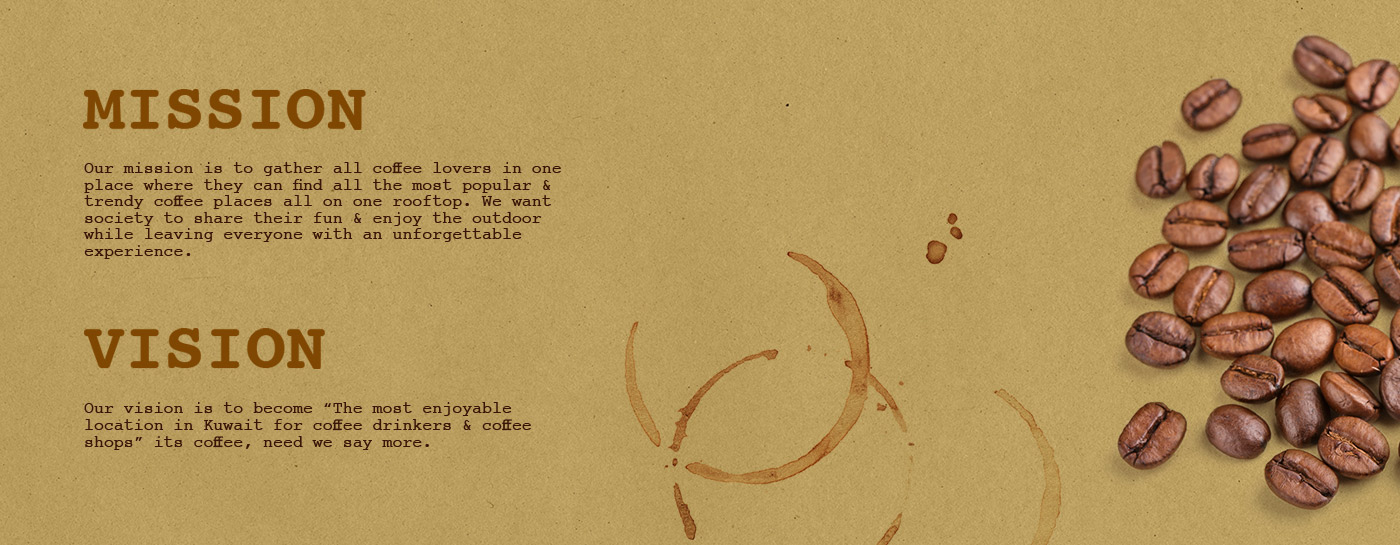 MISSION
Our mission is to gather all coffee lovers in one
place where they can find all the most popular &
trendy coffee places all on one rooftop. We want
society to share their fun & enjoy the outdoor
while leaving everyone with an unforgettable
experience.
VISION
Our vision is to become “The most enjoyable
location in Kuwait for coffee drinkers & coffee
shops” its coffee, need we say more.